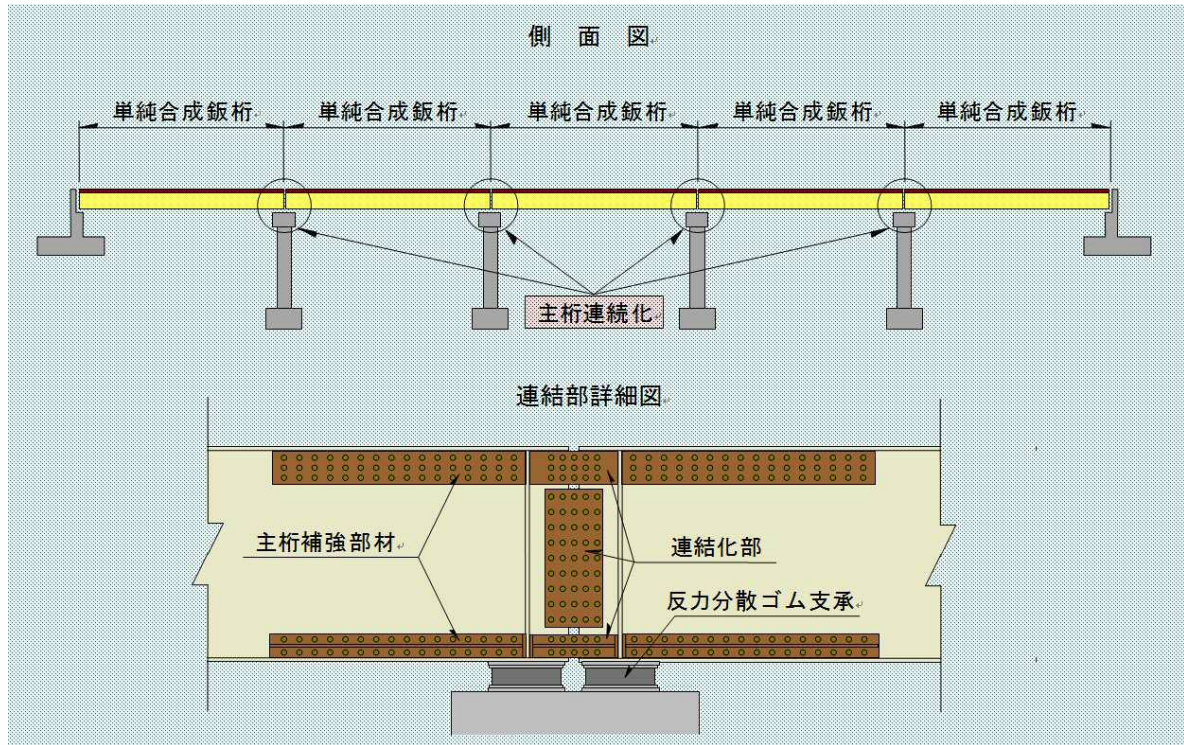 側　面　図
単純合成鈑桁
単純合成鈑桁
単純合成鈑桁
単純合成鈑桁
単純合成鈑桁
主桁連続化
連結部詳細図
主桁補強部材
連結化部
反力分散ゴム支承